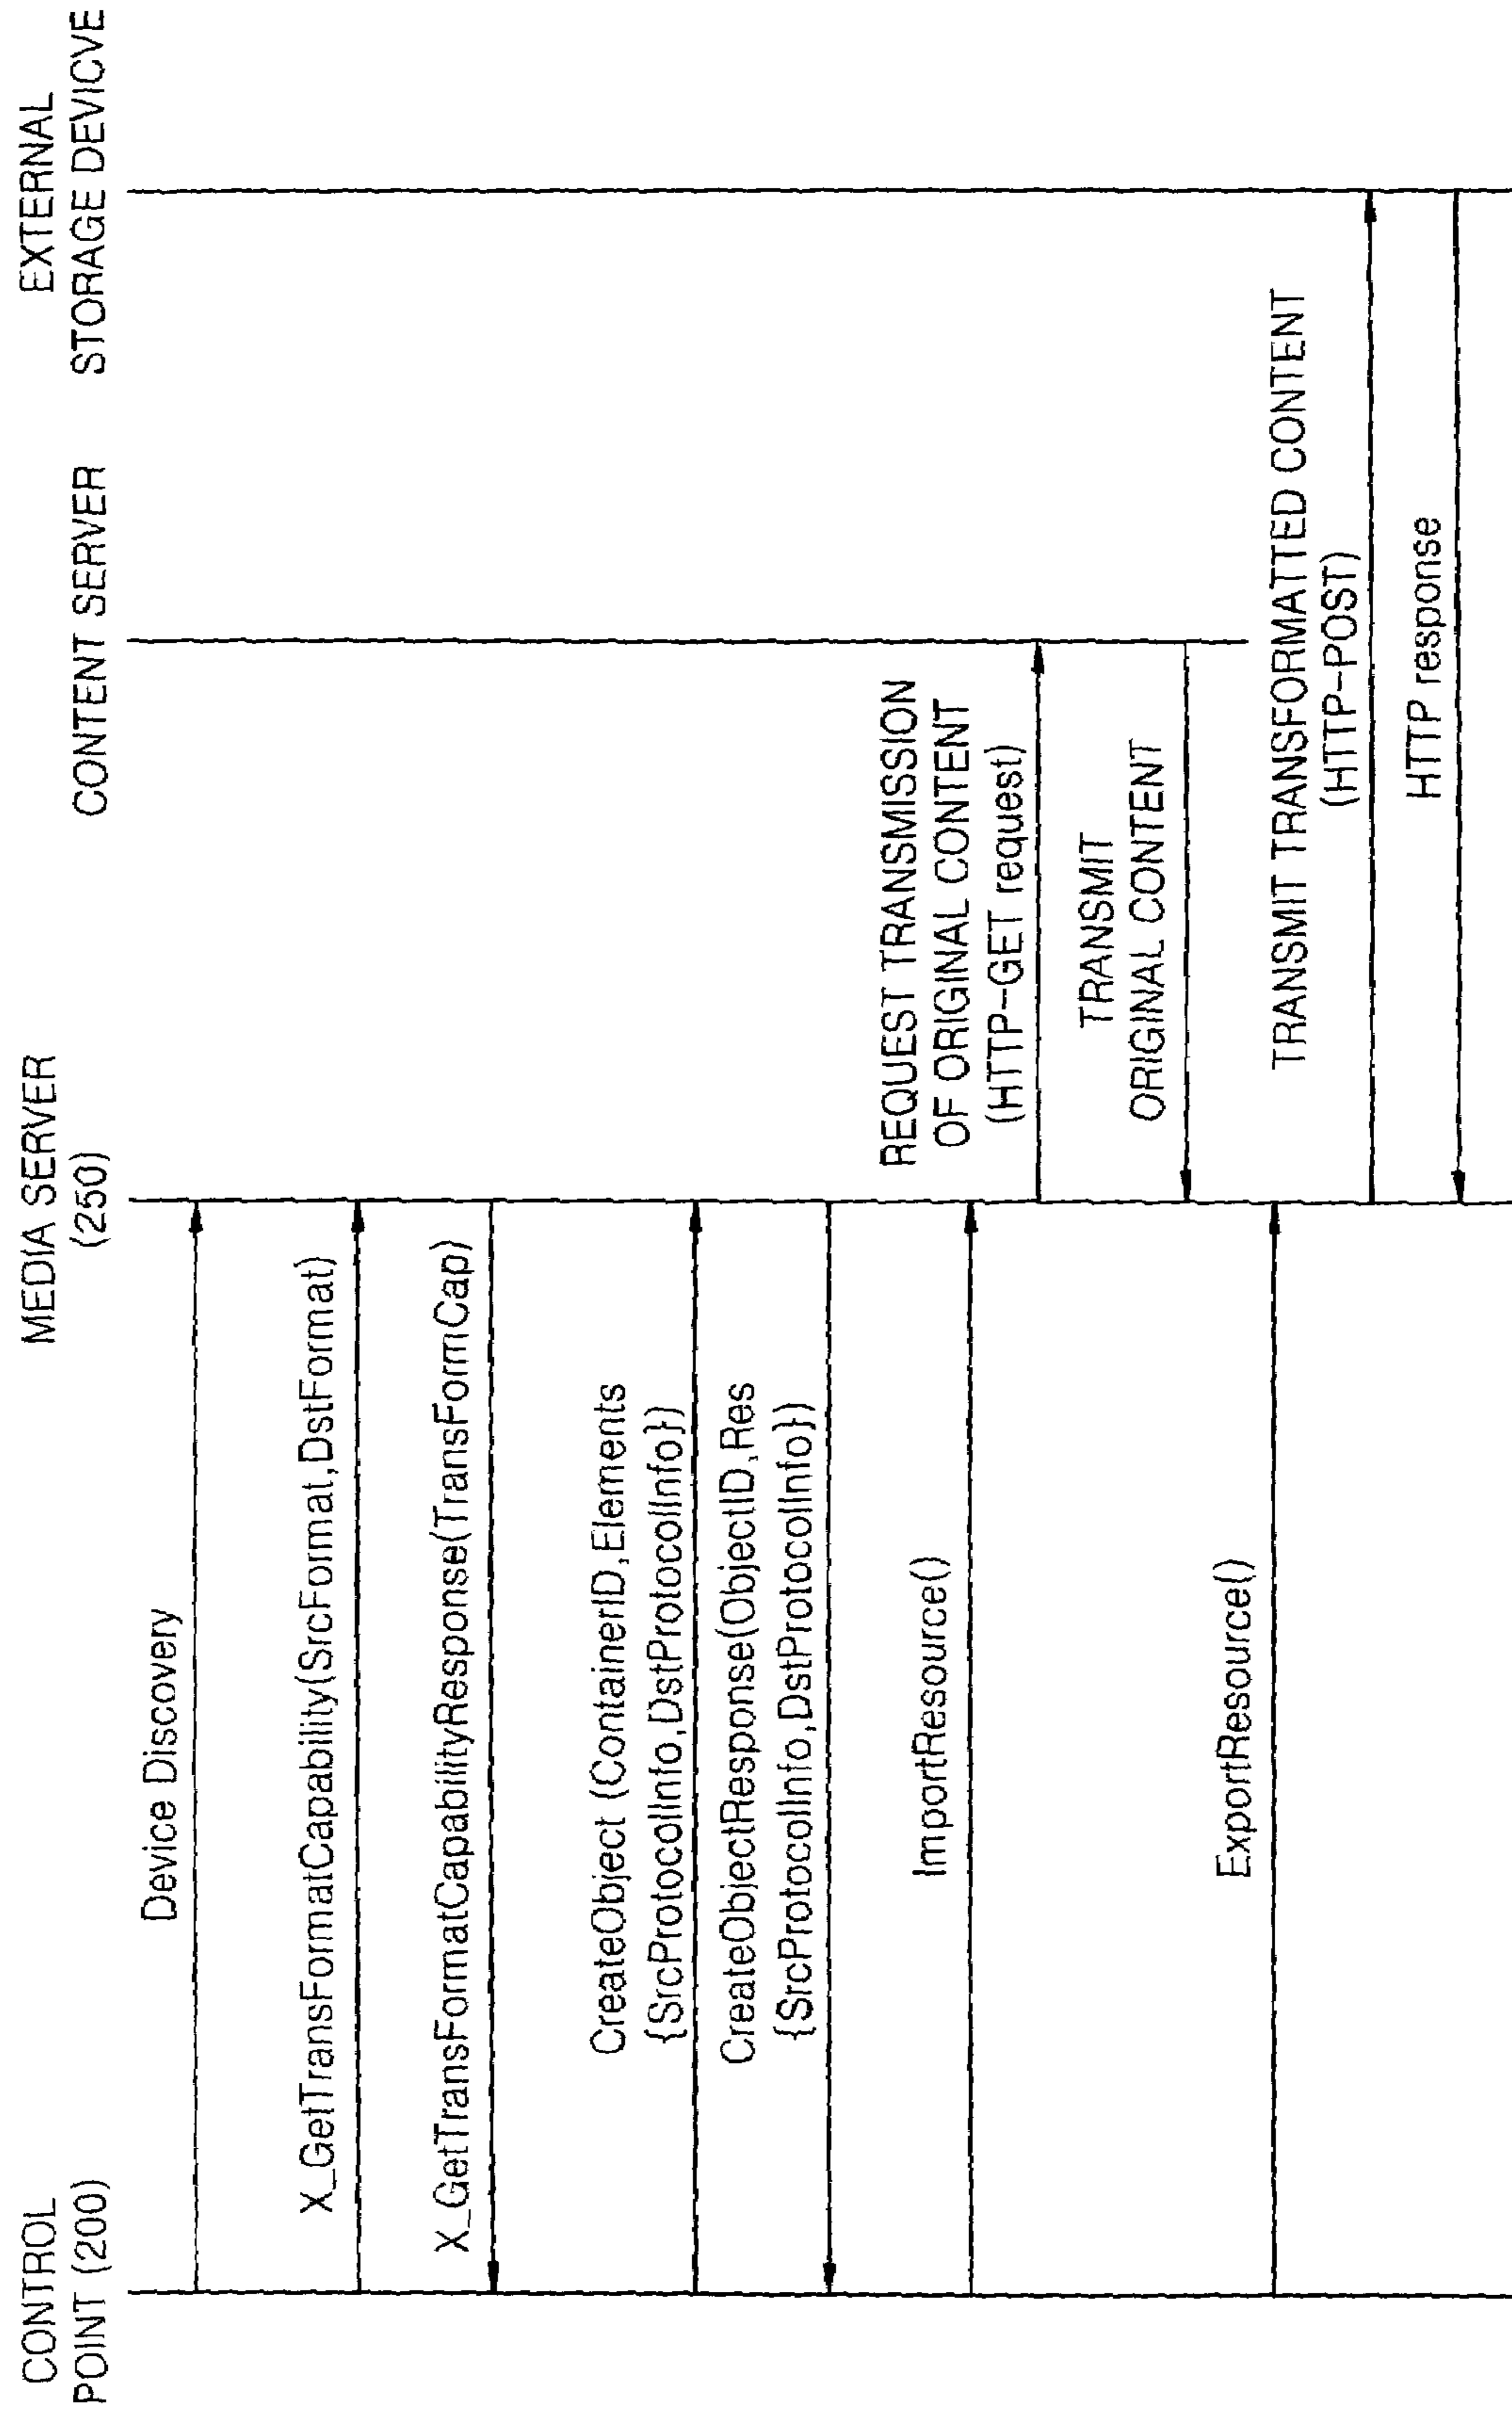 CONTROL
POINT (200)
MEDIA SERVER
(250)
CONTENT SERVER
EXTERNAL
STORAGE DEVICVE
Device Discovery
X_GetTransFormatCapability(SrcFormat,DstFormat)
X_GetTransFormatCapabilityResponse(TransFormCap)
CreateObject (ContainerID,Elements
{SrcProtocolInfo,DstProtocolInfo})
CreateObjectResponse(ObjectID,Res
{SrcProtocolInfo,DstProtocolInfo})
ImportResource()
REQUEST TRANSMISSION
OF ORIGINAL CONTENT
(HTTP-GET request)
TRANSMIT
ORIGINAL CONTENT
ExportResource()
TRANSMIT TRANSFORMATTED CONTENT
(HTTP-POST)
HTTP response